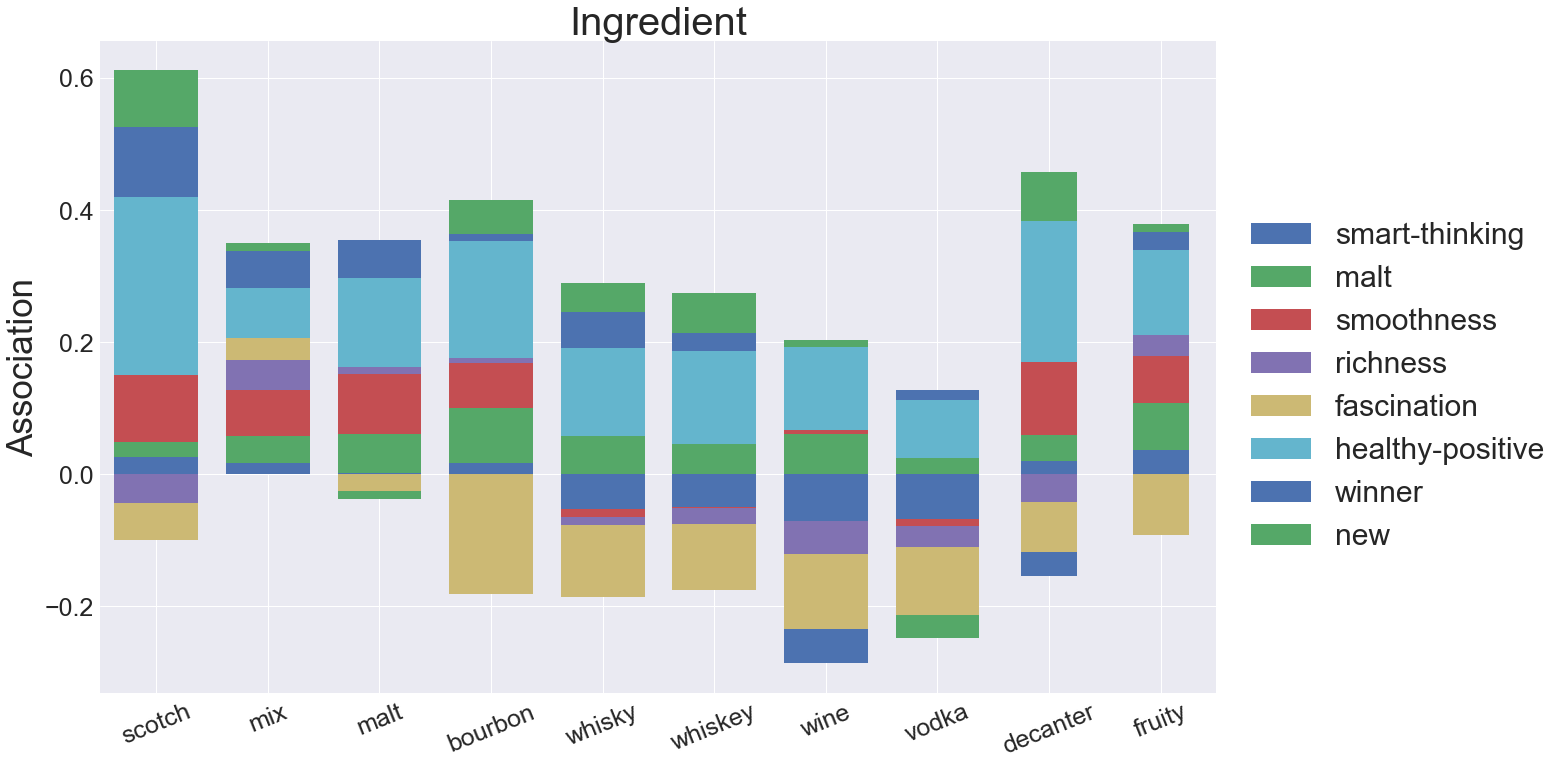 Ingredient
Association
0.6
0.4
0.2
0.0
−0.2
scotch
mix
malt
bourbon
whisky
whiskey
wine
vodka
decanter
fruity
smart-thinking
malt
smoothness
richness
fascination
healthy-positive
winner
new